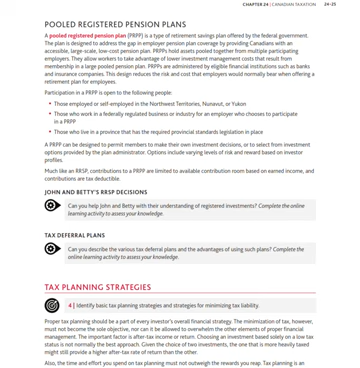 CHAPTER 24 | CANADIAN TAXATION 24•25
POOLED REGISTERED PENSION PLANS
A pooled registered pension plan (PRPP) is a type of retirement savings plan offered by the federal government.
The plan is designed to address the gap in employer pension plan coverage by providing Canadians with an
accessible, large-scale, low-cost pension plan. PRPPs hold assets pooled together from multiple participating
employers. They allow workers to take advantage of lower investment management costs that result from
membership in a large pooled pension plan. PRPPs are administered by eligible financial institutions such as banks
and insurance companies. This design reduces the risk and cost that employers would normally bear when offering a
retirement plan for employees.
Participation in a PRPP is open to the following people:
• Those employed or self-employed in the Northwest Territories, Nunavut, or Yukon
• Those who work in a federally regulated business or industry for an employer who chooses to participate
in a PRPP
• Those who live in a province that has the required provincial standards legislation in place
A PRPP can be designed to permit members to make their own investment decisions, or to select from investment
options provided by the plan administrator. Options include varying levels of risk and reward based on investor
profiles.
Much like an RRSP, contributions to a PRPP are limited to available contribution room based on earned income, and
contributions are tax deductible.
JOHN AND BETTY'S RRSP DECISIONS
Can you help John and Betty with their understanding of registered investments? Complete the online
learning activity to assess your knowledge.
TAX DEFERRAL PLANS
Can you describe the various tax deferral plans and the advantages of using such plans? Complete the
online learning activity to assess your knowledge.
TAX PLANNING STRATEGIES
4 | Identify basic tax planning strategies and strategies for minimizing tax liability.
Proper tax planning should be a part of every investor's overall financial strategy. The minimization of tax, however,
must not become the sole objective, nor can it be allowed to overwhelm the other elements of proper financial
management. The important factor is after-tax income or return. Choosing an investment based solely on a low tax
status is not normally the best approach. Given the choice of two investments, the one that is more heavily taxed
might still provide a higher after-tax rate of return than the other.
Also, the time and effort you spend on tax planning must not outweigh the rewards you reap. Tax planning is an